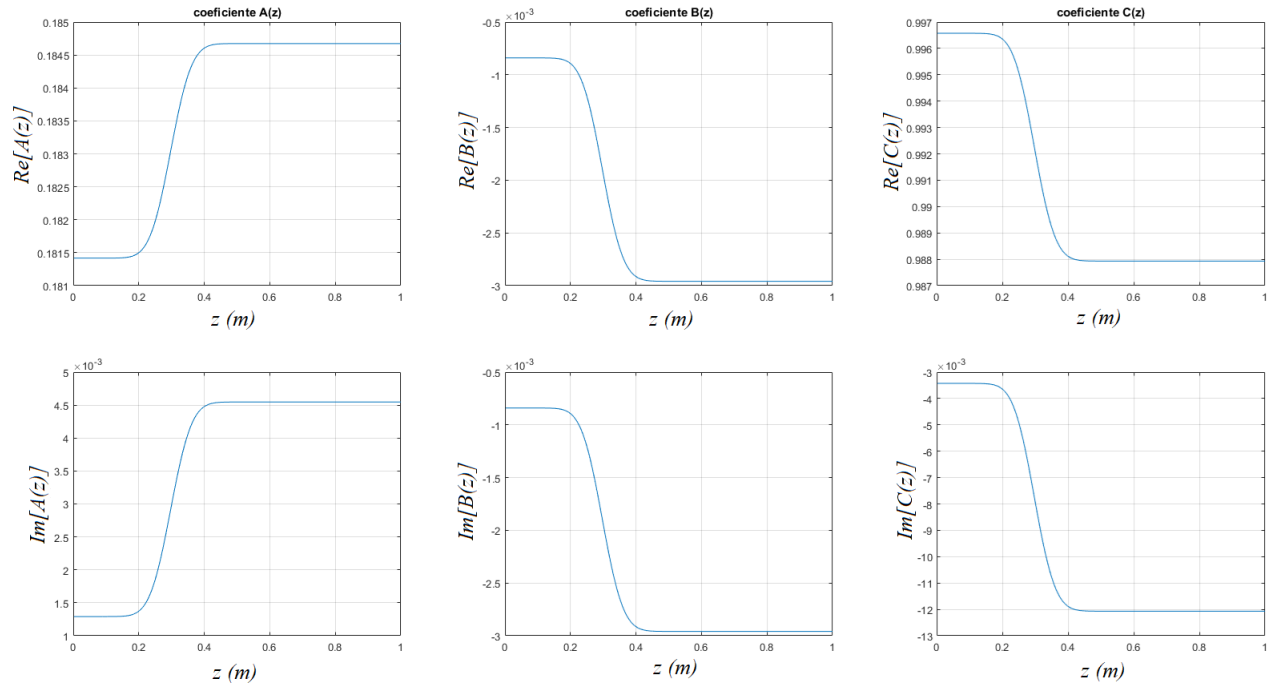 coeficiente A(z)
0.185
0.1845
0.184
0.1835
0.183
0.1825
0.182
0.1815
0.181
Re[A(z)]
0 0.2 0.4 0.6 0.8 1
z (m)
coeficiente B(z)
×10⁻³
-0.5
-1
-1.5
-2
-2.5
-3
Re[B(z)]
0 0.2 0.4 0.6 0.8 1
z (m)
coeficiente C(z)
0.997
0.996
0.995
0.994
0.993
0.992
0.991
0.99
0.989
0.988
0.987
Re[C(z)]
0 0.2 0.4 0.6 0.8 1
z (m)
×10⁻³
5
4.5
4
3.5
3
2.5
2
1.5
1
Im[A(z)]
0 0.2 0.4 0.6 0.8 1
z (m)
×10⁻³
-0.5
-1
-1.5
-2
-2.5
-3
Im[B(z)]
0 0.2 0.4 0.6 0.8 1
z (m)
×10⁻³
-3
-4
-5
-6
-7
-8
-9
-10
-11
-12
-13
Im[C(z)]
0 0.2 0.4 0.6 0.8 1
z (m)